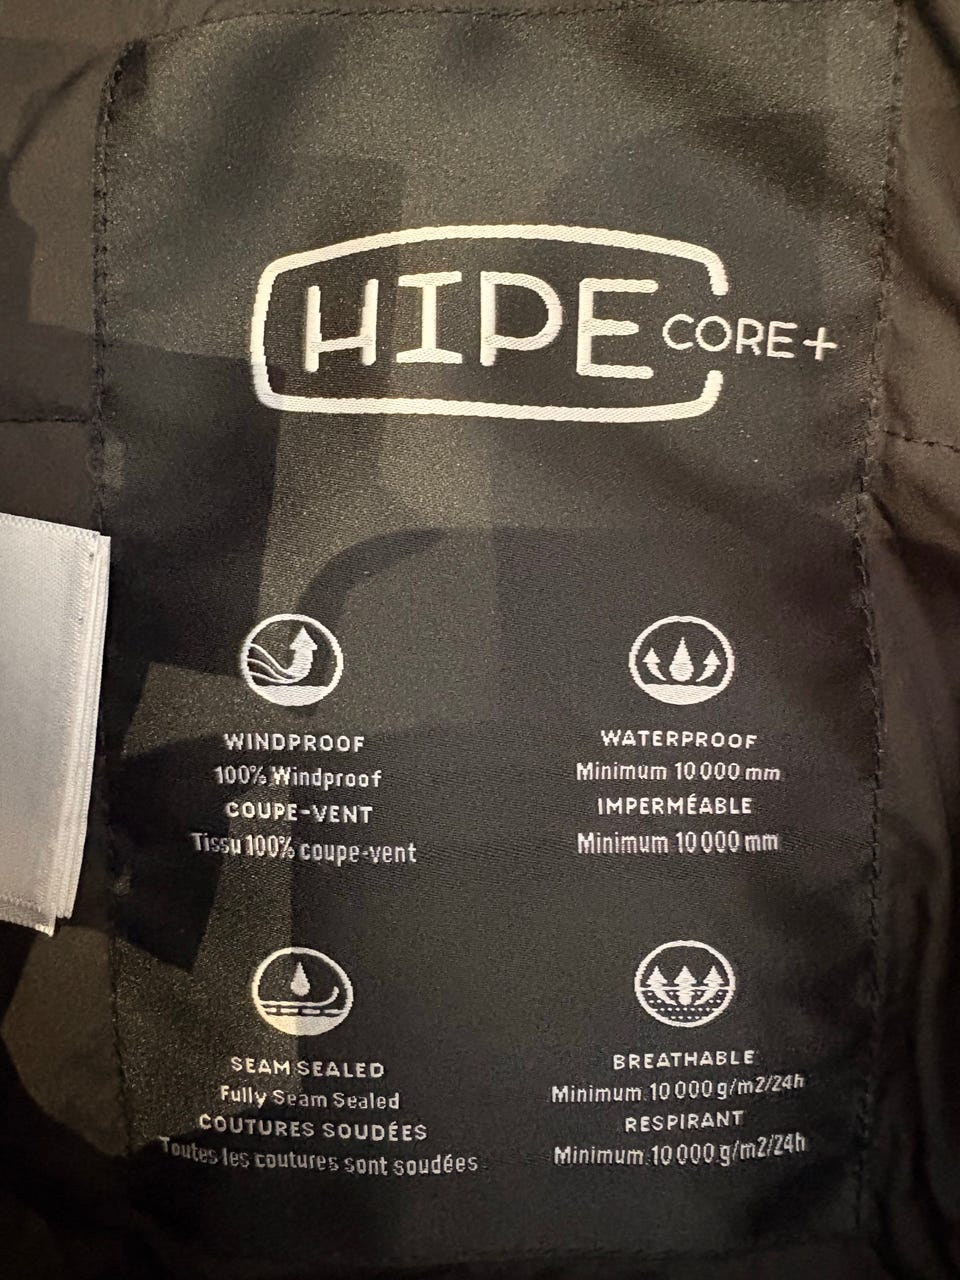 HIPE CORE+
WINDPROOF
100% Windproof
COUPE-VENT
Tissu 100% coupe-vent
WATERPROOF
Minimum 10 000 mm
IMPERMÉABLE
Minimum 10 000 mm
SEAM SEALED
Fully Seam Sealed
COUTURES SOUDÉES
Toutes les coutures sont soudées
BREATHABLE
Minimum 10 000 g/m2/24h
RESPIRANT
Minimum 10 000 g/m2/24h